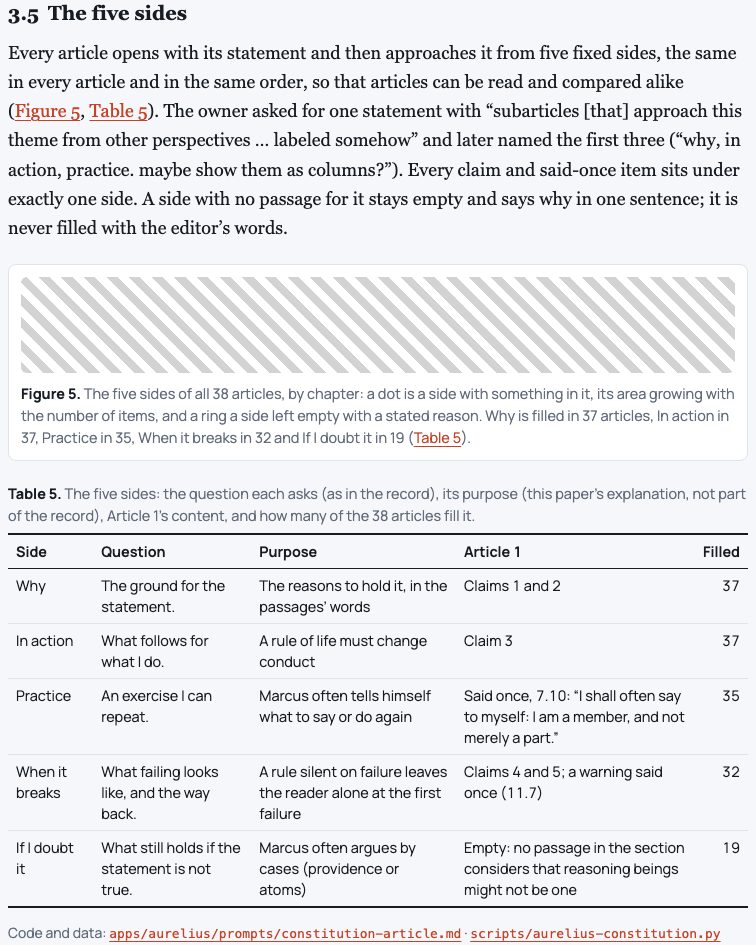 3.5 The five sides
Every article opens with its statement and then approaches it from five fixed sides, the same
in every article and in the same order, so that articles can be read and compared alike
(Figure 5, Table 5). The owner asked for one statement with “subarticles [that] approach this
theme from other perspectives … labeled somehow” and later named the first three (“why, in
action, practice. maybe show them as columns?”). Every claim and said-once item sits under
exactly one side. A side with no passage for it stays empty and says why in one sentence; it is
never filled with the editor’s words.
Figure 5. The five sides of all 38 articles, by chapter: a dot is a side with something in it, its area growing with
the number of items, and a ring a side left empty with a stated reason. Why is filled in 37 articles, In action in
37, Practice in 35, When it breaks in 32 and If I doubt it in 19 (Table 5).
Table 5. The five sides: the question each asks (as in the record), its purpose (this paper’s explanation, not part
of the record), Article 1’s content, and how many of the 38 articles fill it.
Side Question Purpose Article 1 Filled
Why The ground for the The reasons to hold it, in the Claims 1 and 2 37
statement. passages’ words
In action What follows for A rule of life must change Claim 3 37
what I do. conduct
Practice An exercise I can Marcus often tells himself Said once, 7.10: “I shall often say 35
repeat. what to say or do again to myself: I am a member, and not
merely a part.”
When it What failing looks A rule silent on failure leaves Claims 4 and 5; a warning said 32
breaks like, and the way the reader alone at the first once (11.7)
back. failure
If I doubt What still holds if the Marcus often argues by Empty: no passage in the section 19
it statement is not cases (providence or considers that reasoning beings
true. atoms) might not be one
Code and data: apps/aurelius/prompts/constitution-article.md · scripts/aurelius-constitution.py